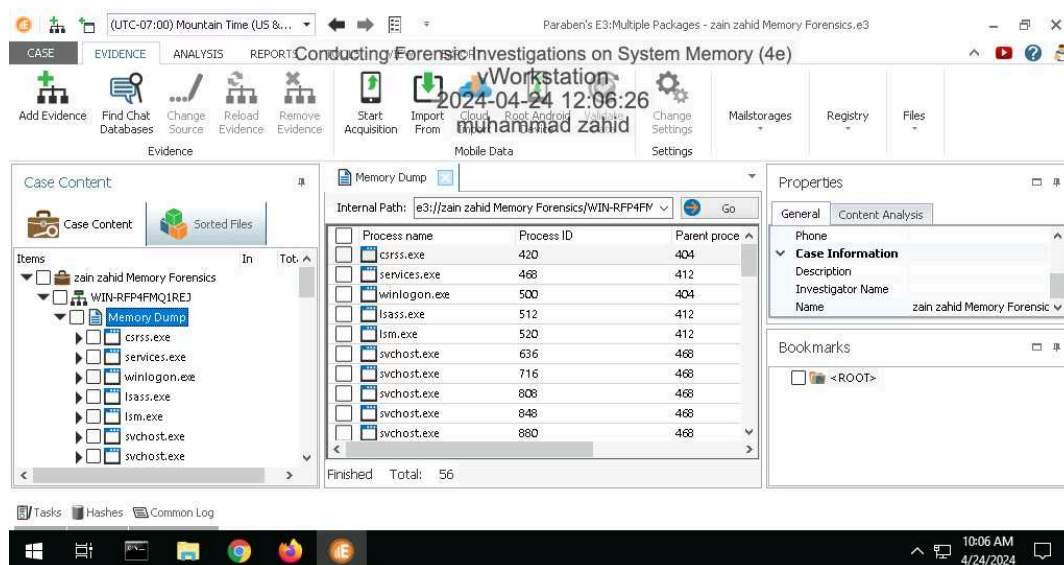 (UTC-07:00) Mountain Time (US &...
Paraben's E3:Multiple Packages - zain zahid Memory Forensics.e3
CASE EVIDENCE ANALYSIS REPORTS
Conducting Forensic Investigations on System Memory (4e)
vWorkstation
2024-04-24 12:06:26
muhammad zahid
Add Evidence
Find Chat Databases
Change Source
Reload Evidence
Remove Evidence
Start Acquisition
Import From
Cloud Import
Root Android Device
Change Settings
Mailstorages
Registry
Files
Evidence
Mobile Data
Settings
Case Content
Case Content
Sorted Files
Items In Tot.
zain zahid Memory Forensics
WIN-RFP4FMQ1REJ
Memory Dump
csrss.exe
services.exe
winlogon.exe
lsass.exe
lsm.exe
svchost.exe
svchost.exe
Memory Dump
Internal Path: e3://zain zahid Memory Forensics/WIN-RFP4FM Go
Process name Process ID Parent proce
csrss.exe 420 404
services.exe 468 412
winlogon.exe 500 404
lsass.exe 512 412
lsm.exe 520 412
svchost.exe 636 468
svchost.exe 716 468
svchost.exe 808 468
svchost.exe 848 468
svchost.exe 880 468
Finished Total: 56
Properties
General Content Analysis
Phone
Case Information
Description
Investigator Name
Name zain zahid Memory Forensic
Bookmarks
<ROOT>
Tasks Hashes Common Log
10:06 AM
4/24/2024